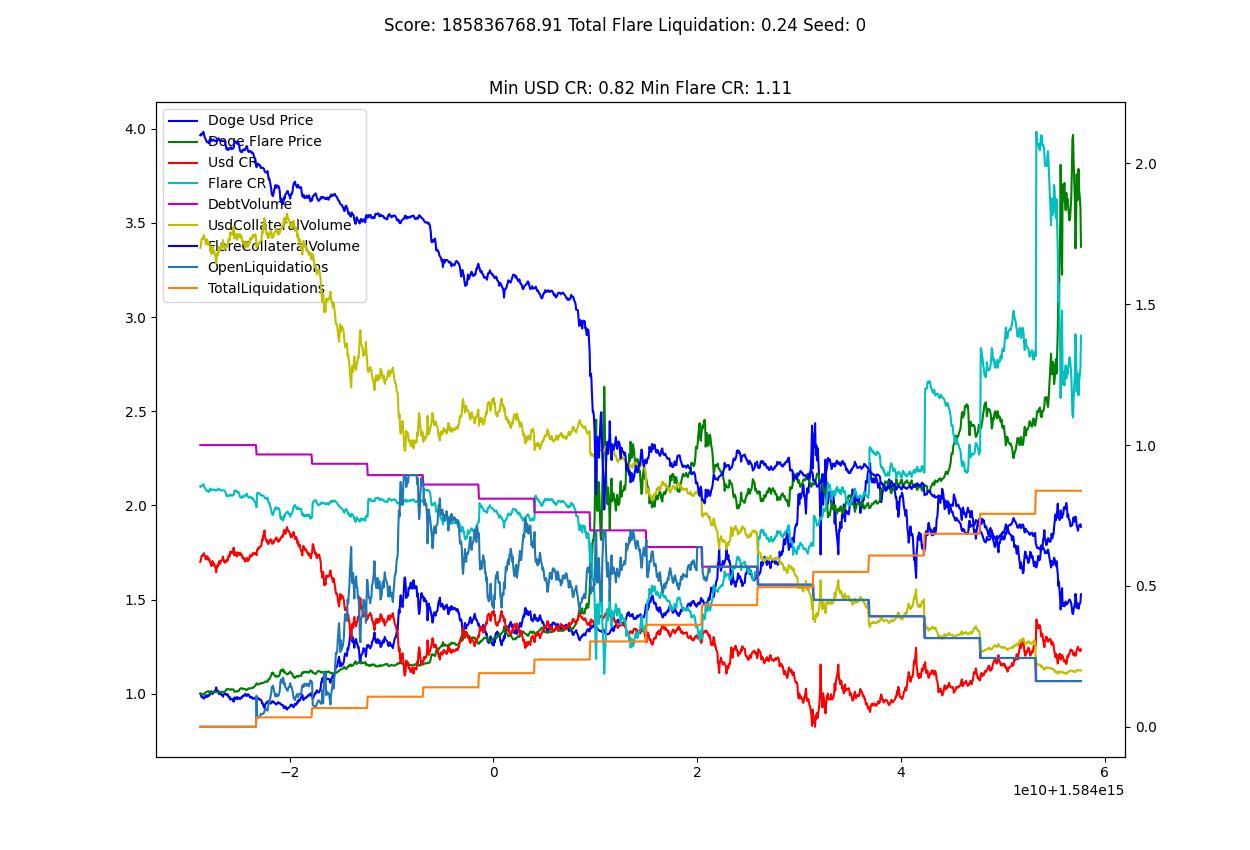 Score: 185836768.91 Total Flare Liquidation: 0.24 Seed: 0
Min USD CR: 0.82 Min Flare CR: 1.11
Doge Usd Price
Doge Flare Price
Usd CR
Flare CR
DebtVolume
UsdCollateralVolume
FlareCollateralVolume
OpenLiquidations
TotalLiquidations
4.0
3.5
3.0
2.5
2.0
1.5
1.0
2.0
1.5
1.0
0.5
0.0
−2
0
2
4
6
1e10+1.584e15